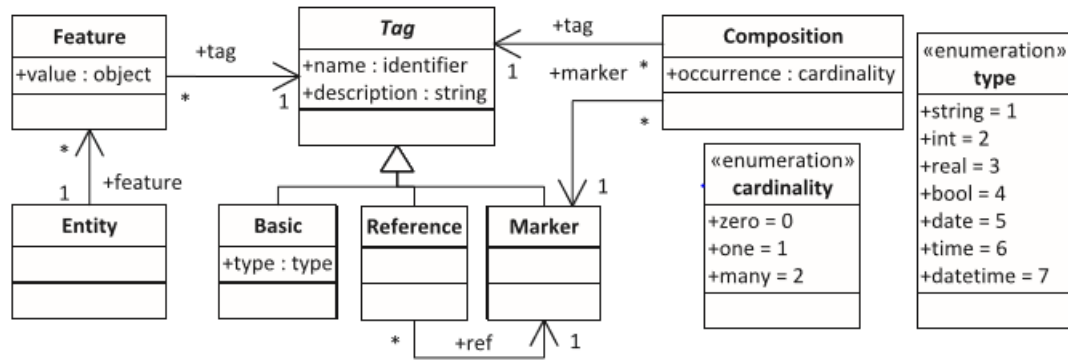 Feature
+value : object
+tag
*
1
Tag
+name : identifier
+description : string
+tag
1
*
+marker
*
1
Composition
+occurrence : cardinality
«enumeration»
type
+string = 1
+int = 2
+real = 3
+bool = 4
+date = 5
+time = 6
+datetime = 7
*
1
+feature
Entity
Basic
+type : type
Reference
Marker
*
+ref
1
«enumeration»
cardinality
+zero = 0
+one = 1
+many = 2